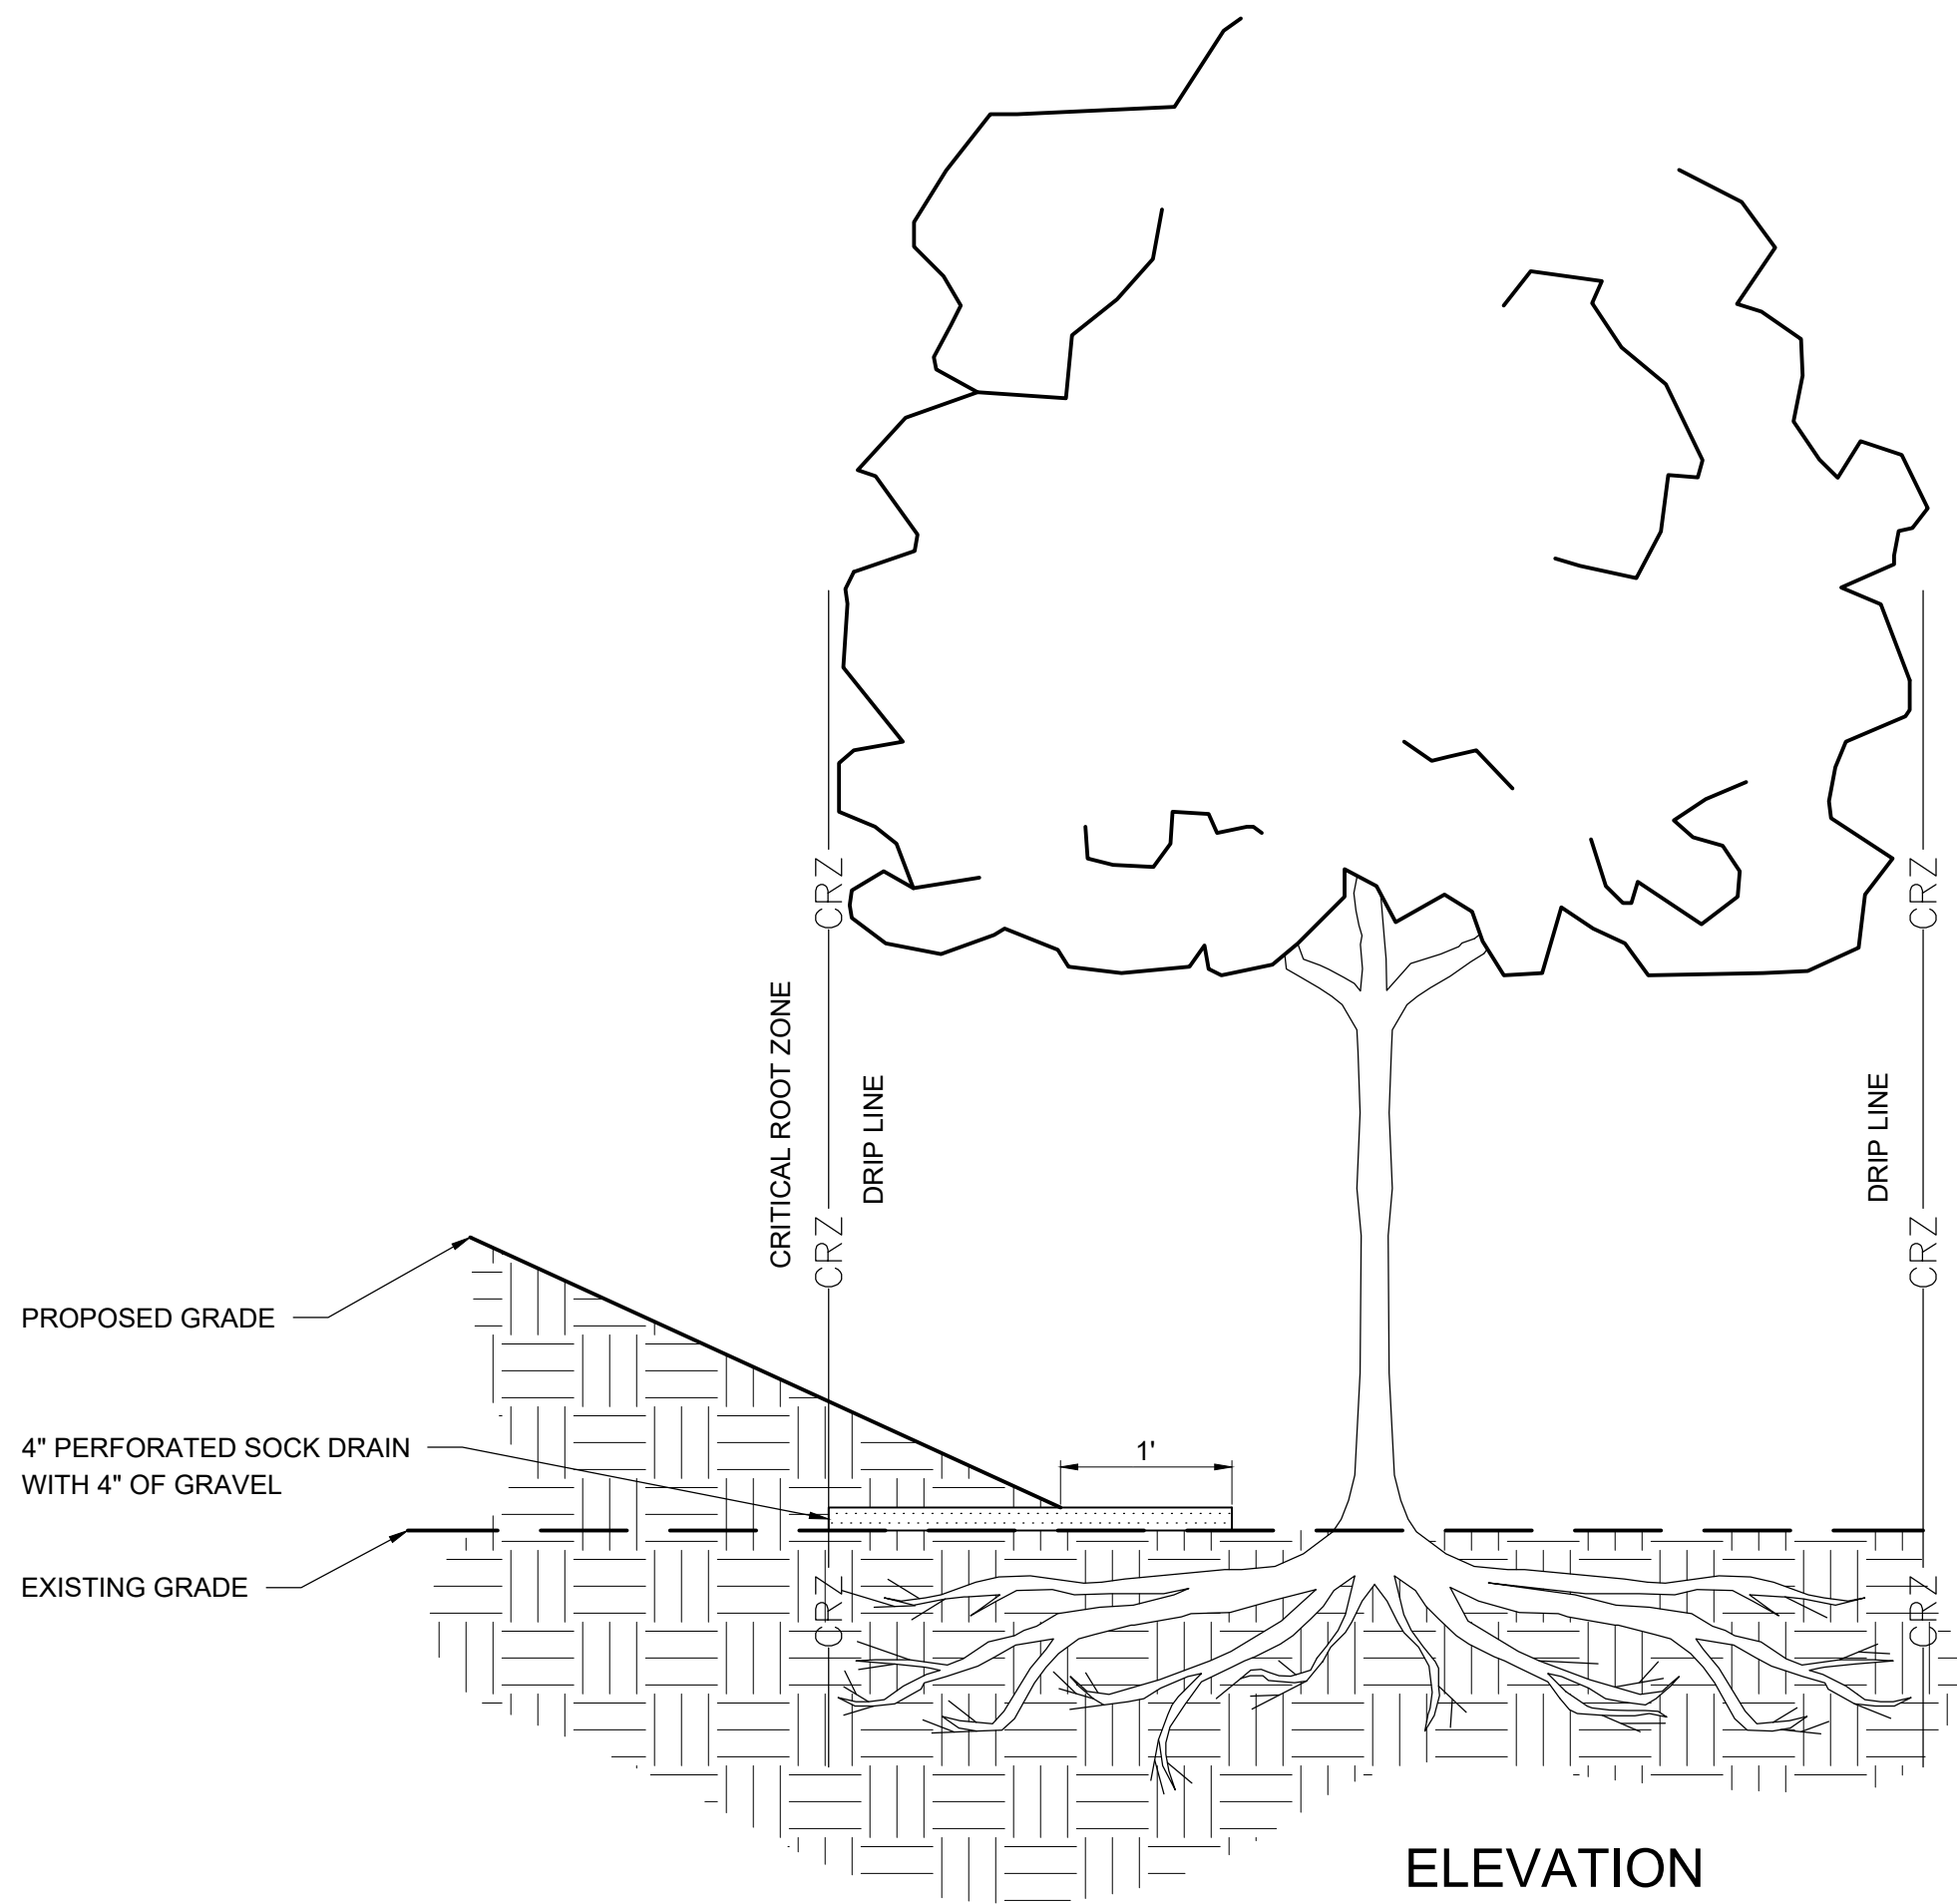 CRZ
CRZ
CRITICAL ROOT ZONE
DRIP LINE
DRIP LINE
CRZ
CRZ
PROPOSED GRADE
4" PERFORATED SOCK DRAIN
WITH 4" OF GRAVEL
1'
EXISTING GRADE
CRZ
CRZ
ELEVATION